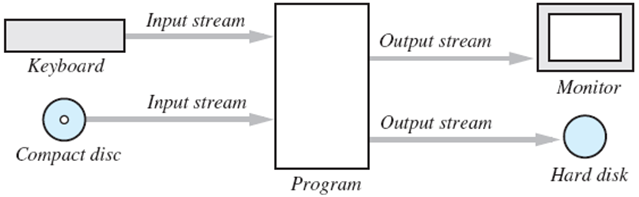 Input stream
Keyboard
Input stream
Compact disc
Program
Output stream
Monitor
Output stream
Hard disk